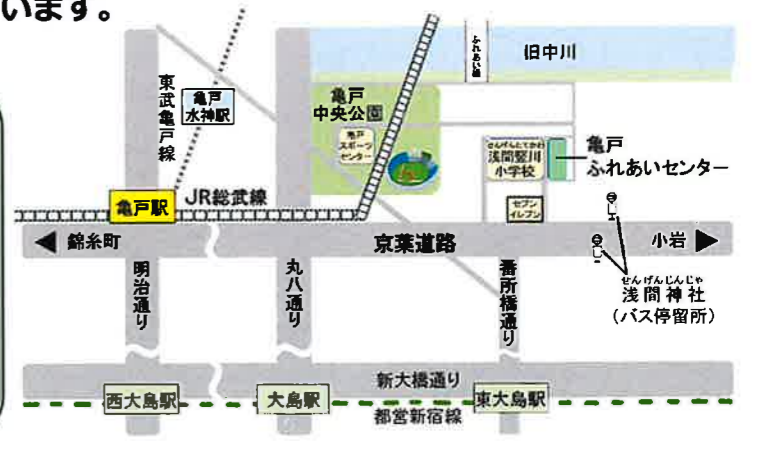 います。
旧中川
ふれあい橋
東武亀戸線
亀戸
水神駅
亀戸
中央公園
亀戸
スポーツ
センター
せんげんたてかわ
浅間竪川
小学校
亀戸
ふれあいセンター
亀戸駅
JR総武線
セブン
イレブン
錦糸町
京葉道路
小岩
明治通り
丸八通り
番所橋通り
せんげんじんじゃ
浅間神社
(バス停留所)
新大橋通り
西大島駅
大島駅
東大島駅
都営新宿線